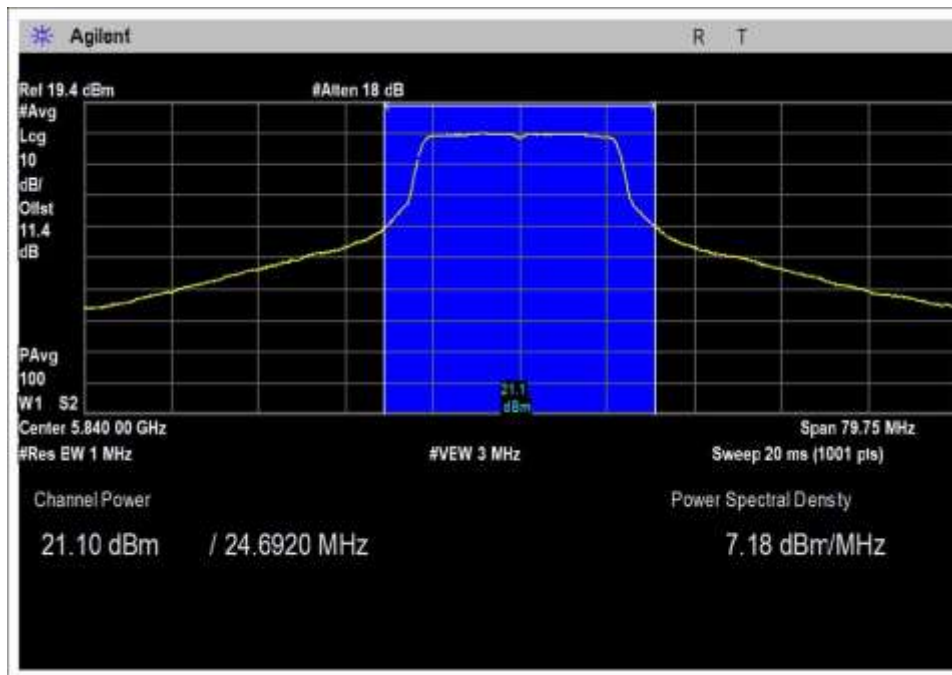 Agilent
R T
Ref 19.4 dBm #Atten 18 dB
#Avg
Log
10
dB/
Offst
11.4
dB
21.1
dBm
PAvg
100
W1 S2
Center 5.840 00 GHz Span 79.75 MHz
#Res BW 1 MHz #VBW 3 MHz Sweep 20 ms (1001 pts)
Channel Power Power Spectral Density
21.10 dBm / 24.6920 MHz 7.18 dBm/MHz